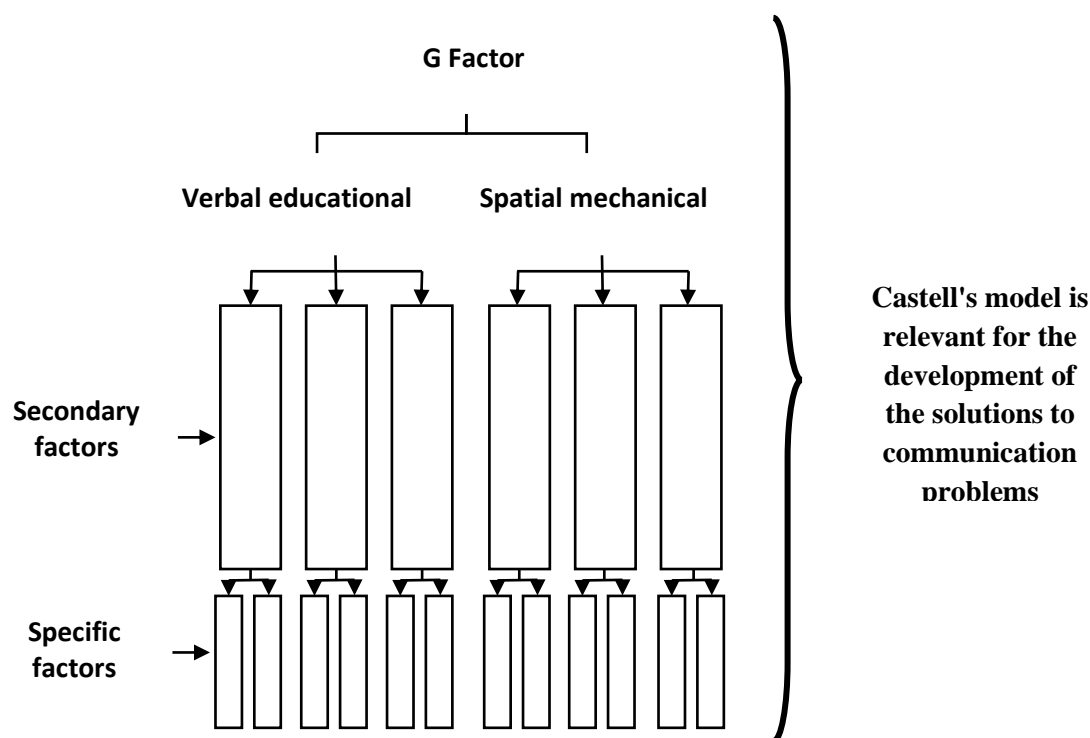 G Factor
Verbal educational
Spatial mechanical
Castell's model is
relevant for the
development of
the solutions to
communication
problems
Secondary
factors
Specific
factors